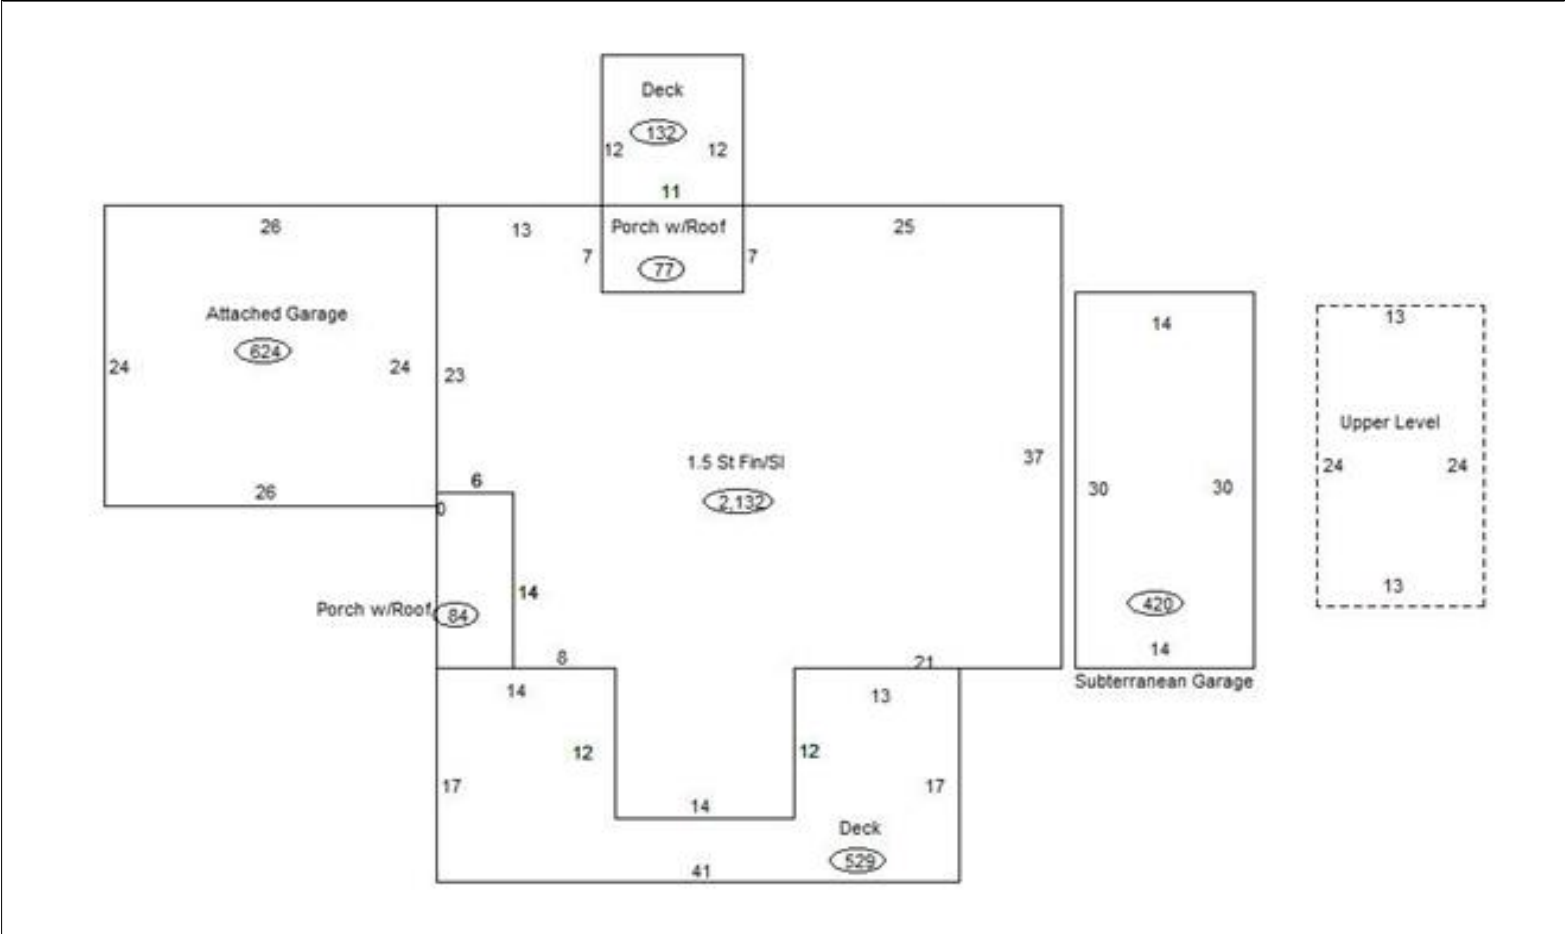 Deck
132
12 12
11
26 13 Porch w/Roof 25
7 77 7
Attached Garage
624
24 24 23
26
6
0
1.5 St Fin/Sl
2,132
37
14
Porch w/Roof 84
8 21
14 13
12 12
17 17
14
Deck
529
41
14
30 30
420
14
Subterranean Garage
13
Upper Level
24 24
13